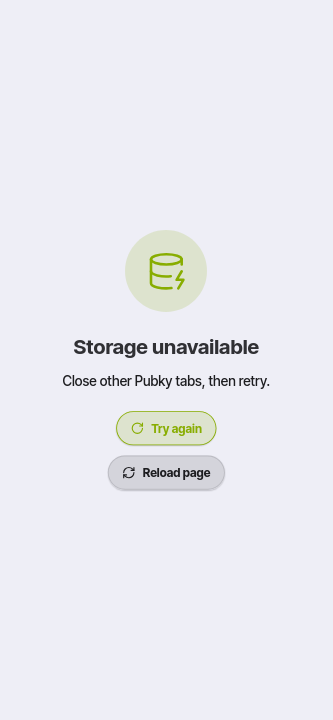 Storage unavailable
Close other Pubky tabs, then retry.
Try again
Reload page